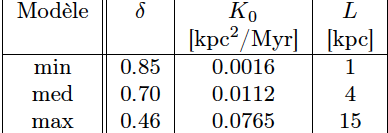 Modèle δ K₀ L
[kpc²/Myr] [kpc]
min 0.85 0.0016 1
med 0.70 0.0112 4
max 0.46 0.0765 15